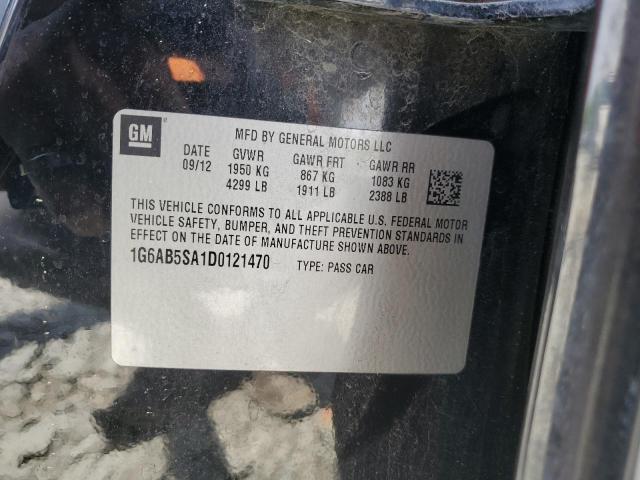 GM
MFD BY GENERAL MOTORS LLC
DATE GVWR GAWR FRT GAWR RR
09/12 1950 KG 867 KG 1083 KG
4299 LB 1911 LB 2388 LB
THIS VEHICLE CONFORMS TO ALL APPLICABLE U.S. FEDERAL MOTOR
VEHICLE SAFETY, BUMPER, AND THEFT PREVENTION STANDARDS IN
EFFECT ON THE DATE OF MANUFACTURE SHOWN ABOVE.
1G6AB5SA1D0121470 TYPE: PASS CAR